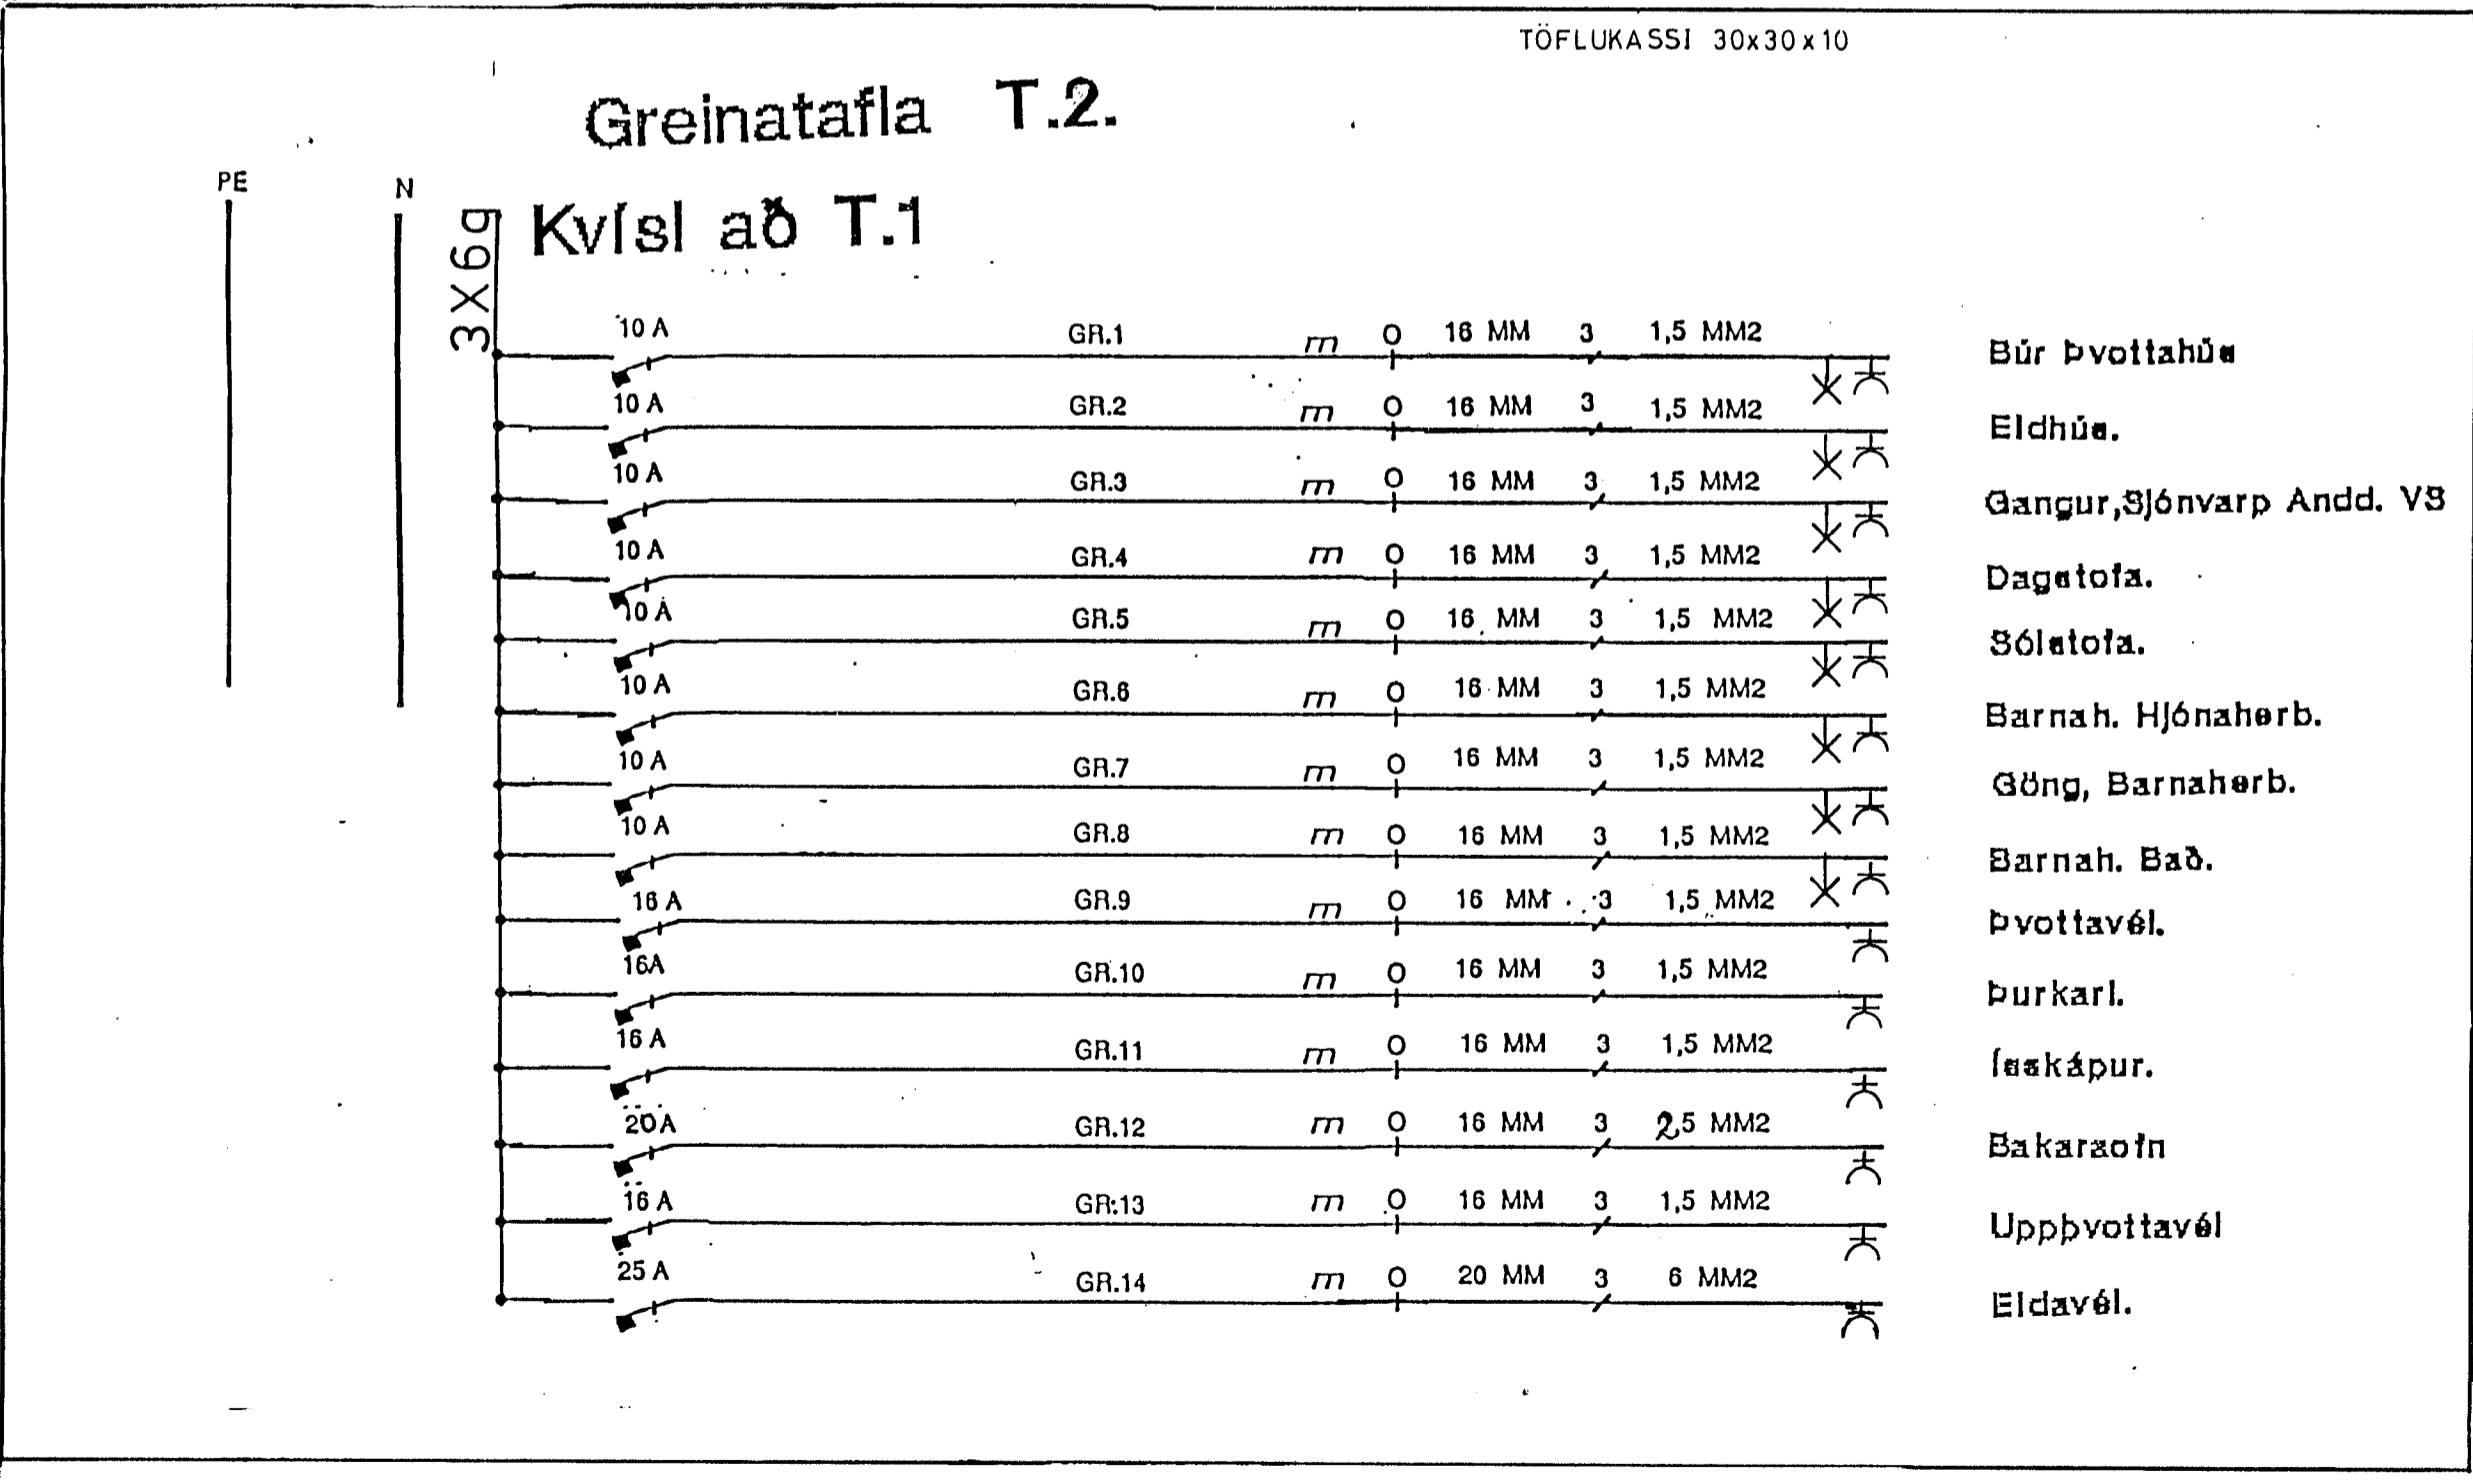 TÖFLUKASSI 30x30x10
Greinatafla T.2.
PE
N
3X6q
Kvísl að T.1
10 A GR.1 m O 16 MM 3 1,5 MM2 Búr Þvottahús
10 A GR.2 m O 16 MM 3 1,5 MM2 Eldhús.
10 A GR.3 m O 16 MM 3 1,5 MM2 Gangur,Sjónvarp Andd. VS
10 A GR.4 m O 16 MM 3 1,5 MM2 Dagstofa.
10 A GR.5 m O 16 MM 3 1,5 MM2 Sólstofa.
10 A GR.6 m O 16 MM 3 1,5 MM2 Barnah. Hjónaherb.
10 A GR.7 m O 16 MM 3 1,5 MM2 Göng, Barnaherb.
10 A GR.8 m O 16 MM 3 1,5 MM2 Barnah. Bað.
16 A GR.9 m O 16 MM 3 1,5 MM2 Þvottavél.
16A GR.10 m O 16 MM 3 1,5 MM2 Þurkarl.
16 A GR.11 m O 16 MM 3 1,5 MM2 Ísskápur.
20A GR.12 m O 16 MM 3 2,5 MM2 Bakaraofn
16 A GR.13 m O 16 MM 3 1,5 MM2 Uppþvottavél
25 A GR.14 m O 20 MM 3 6 MM2 Eldavél.